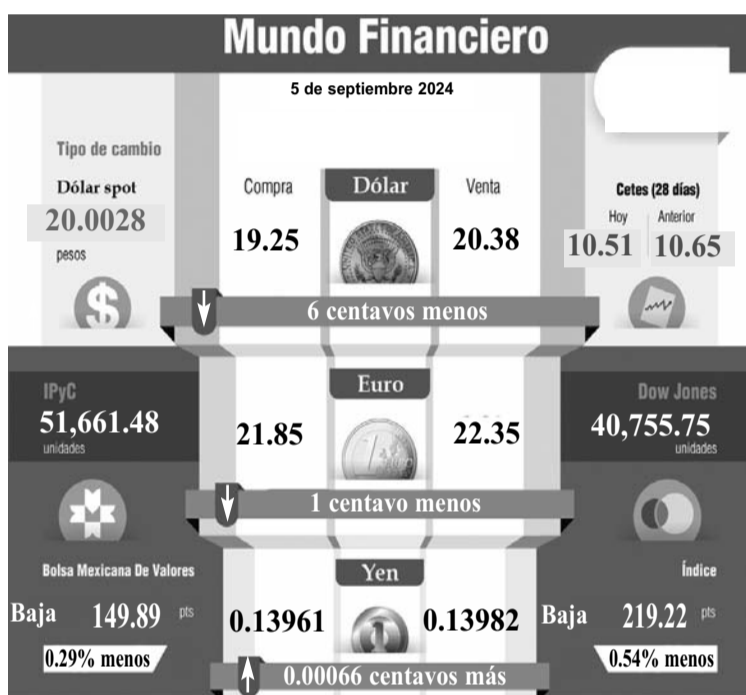 Mundo Financiero
5 de septiembre 2024
Tipo de cambio
Dólar spot
20.0028
pesos
Compra
Dólar
Venta
19.25
20.38
6 centavos menos
Cetes (28 días)
Hoy
Anterior
10.51
10.65
IPyC
51,661.48
unidades
Euro
21.85
22.35
1 centavo menos
Dow Jones
40,755.75
unidades
Bolsa Mexicana De Valores
Baja 149.89 pts
0.29% menos
Yen
0.13961
0.13982
0.00066 centavos más
Índice
Baja 219.22 pts
0.54% menos